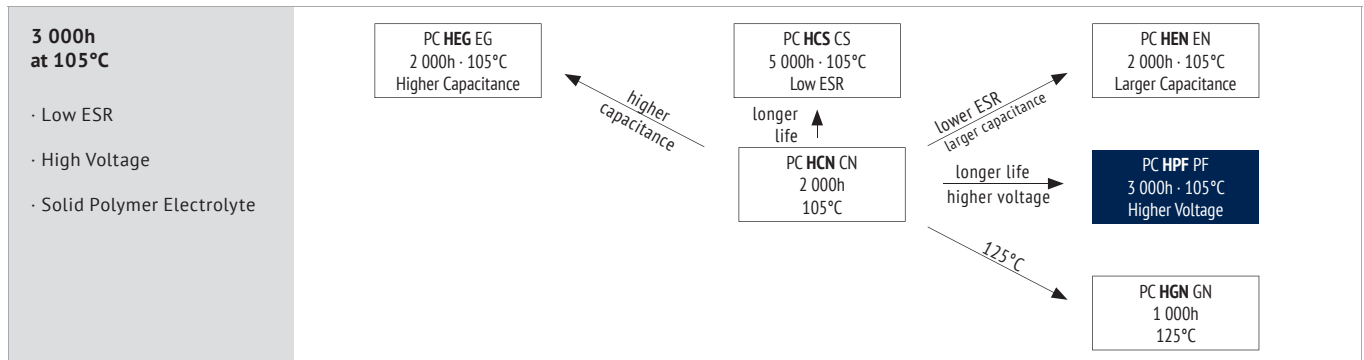 3 000h
at 105°C
· Low ESR
· High Voltage
· Solid Polymer Electrolyte
PC HEG EG
2 000h · 105°C
Higher Capacitance
PC HCS CS
5 000h · 105°C
Low ESR
PC HEN EN
2 000h · 105°C
Larger Capacitance
higher
capacitance
longer
life
lower ESR
larger capacitance
PC HCN CN
2 000h
105°C
longer life
higher voltage
PC HPF PF
3 000h · 105°C
Higher Voltage
125°C
PC HGN GN
1 000h
125°C